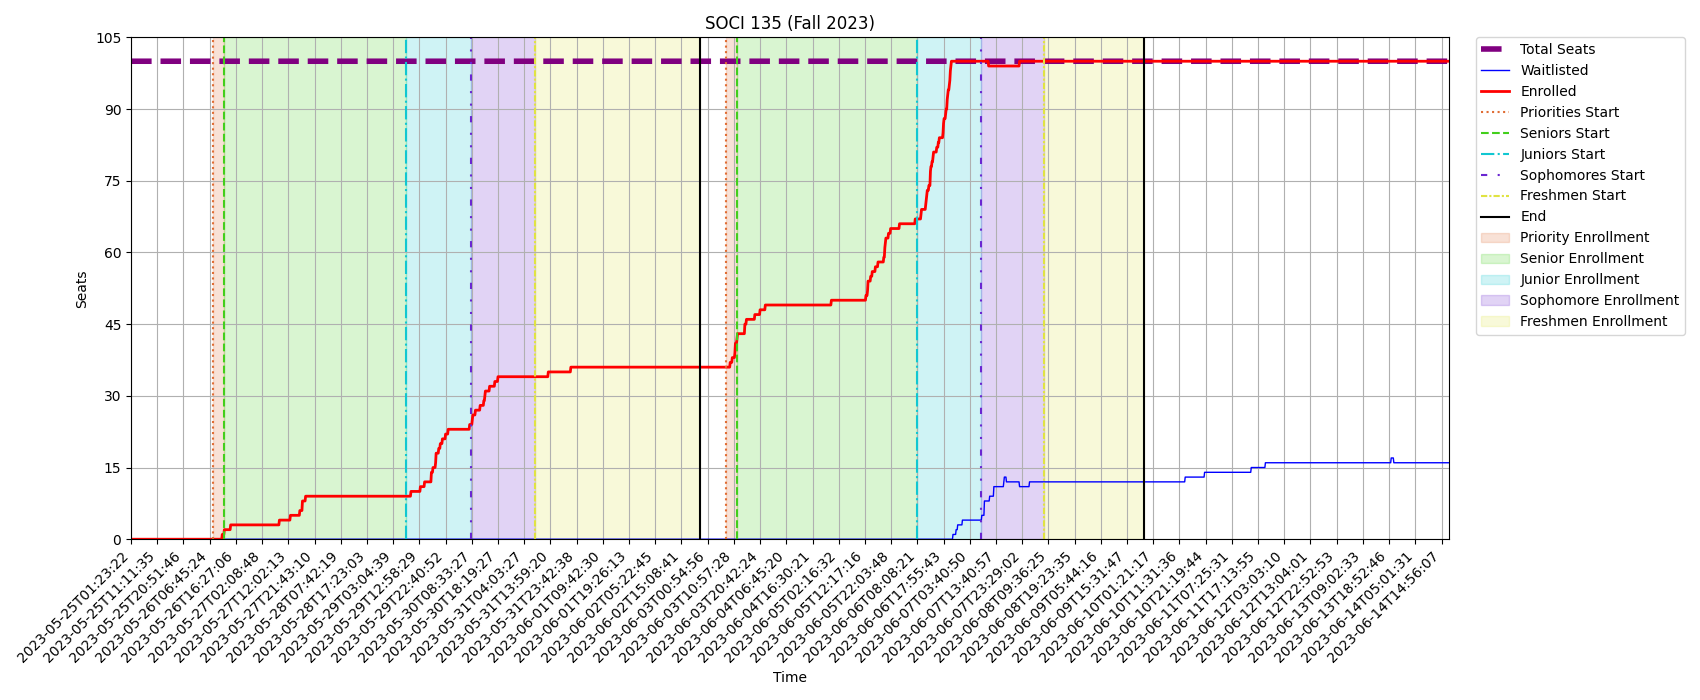 SOCI 135 (Fall 2023)
105
90
75
60
45
30
15
0
Seats
2023-05-25T01:23:22
2023-05-25T11:11:35
2023-05-25T20:51:46
2023-05-26T06:45:24
2023-05-26T16:27:06
2023-05-27T02:08:48
2023-05-27T12:02:13
2023-05-27T21:43:10
2023-05-28T07:42:19
2023-05-28T17:23:03
2023-05-29T03:04:39
2023-05-29T12:58:29
2023-05-29T22:40:52
2023-05-30T08:33:27
2023-05-30T18:19:27
2023-05-31T04:03:27
2023-05-31T13:59:20
2023-05-31T23:42:38
2023-06-01T09:42:30
2023-06-01T19:26:13
2023-06-02T05:22:45
2023-06-02T15:08:41
2023-06-03T00:54:56
2023-06-03T10:57:28
2023-06-03T20:42:24
2023-06-04T06:45:20
2023-06-04T16:30:21
2023-06-05T02:16:32
2023-06-05T12:17:16
2023-06-05T22:03:48
2023-06-06T08:08:21
2023-06-06T17:55:43
2023-06-07T03:40:50
2023-06-07T13:40:57
2023-06-07T23:29:02
2023-06-08T09:36:25
2023-06-08T19:23:35
2023-06-09T05:44:16
2023-06-09T15:31:47
2023-06-10T01:21:17
2023-06-10T11:31:36
2023-06-10T21:19:44
2023-06-11T07:25:31
2023-06-11T17:13:55
2023-06-12T03:03:10
2023-06-12T13:04:01
2023-06-12T22:52:53
2023-06-13T09:02:33
2023-06-13T18:52:46
2023-06-14T05:01:31
2023-06-14T14:56:07
Time
Total Seats
Waitlisted
Enrolled
Priorities Start
Seniors Start
Juniors Start
Sophomores Start
Freshmen Start
End
Priority Enrollment
Senior Enrollment
Junior Enrollment
Sophomore Enrollment
Freshmen Enrollment